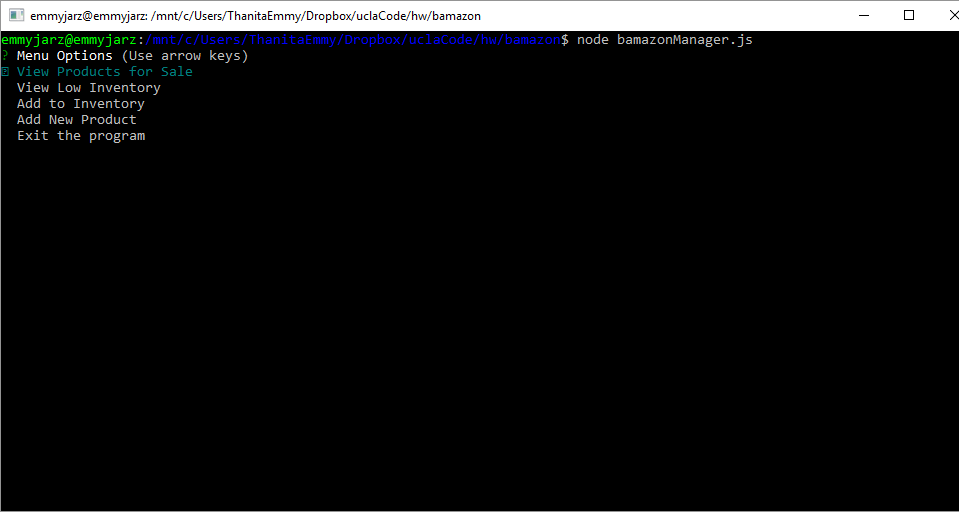 emmyjarz@emmyjarz: /mnt/c/Users/ThanitaEmmy/Dropbox/uclaCode/hw/bamazon
emmyjarz@emmyjarz:/mnt/c/Users/ThanitaEmmy/Dropbox/uclaCode/hw/bamazon$ node bamazonManager.js
? Menu Options (Use arrow keys)
View Products for Sale
View Low Inventory
Add to Inventory
Add New Product
Exit the program